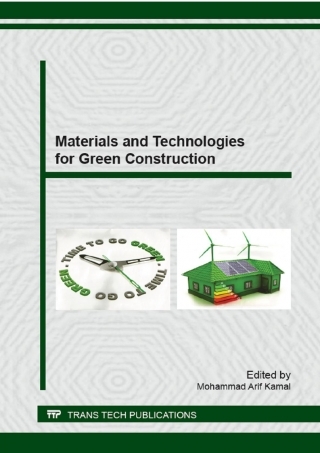 Materials and Technologies
for Green Construction
TIME TO GO GREEN · TIME TO GO GREEN ·
Edited by
Mohammad Arif Kamal
TTP TRANS TECH PUBLICATIONS